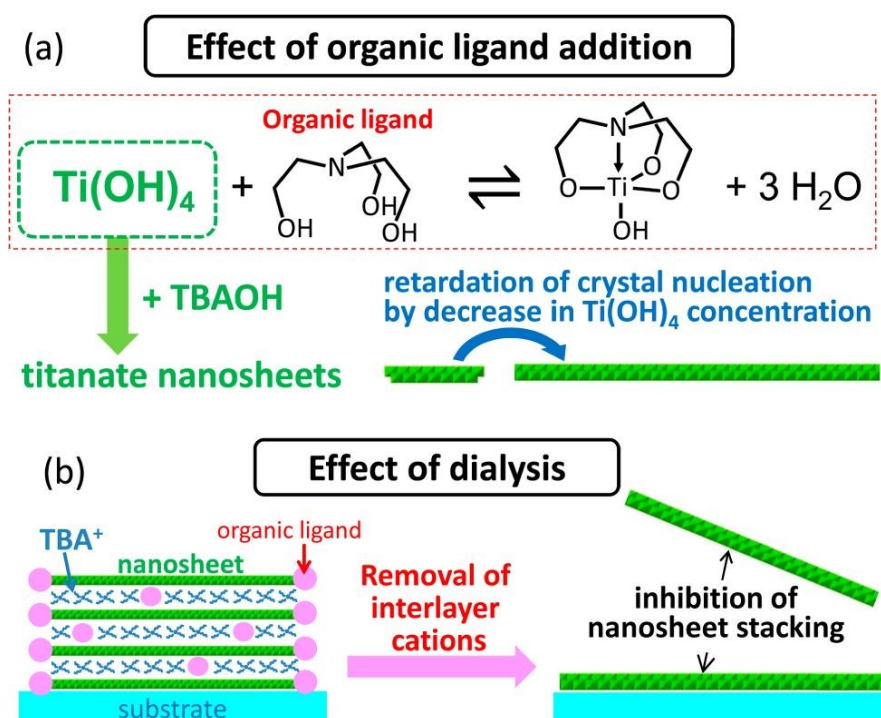 (a)
Effect of organic ligand addition
Organic ligand
Ti(OH)₄ + N OH OH OH ⇌ N O Ti O O OH + 3 H₂O
+ TBAOH
retardation of crystal nucleation
by decrease in Ti(OH)₄ concentration
titanate nanosheets
(b)
Effect of dialysis
TBA⁺
organic ligand
nanosheet
Removal of
interlayer
cations
inhibition of
nanosheet stacking
substrate